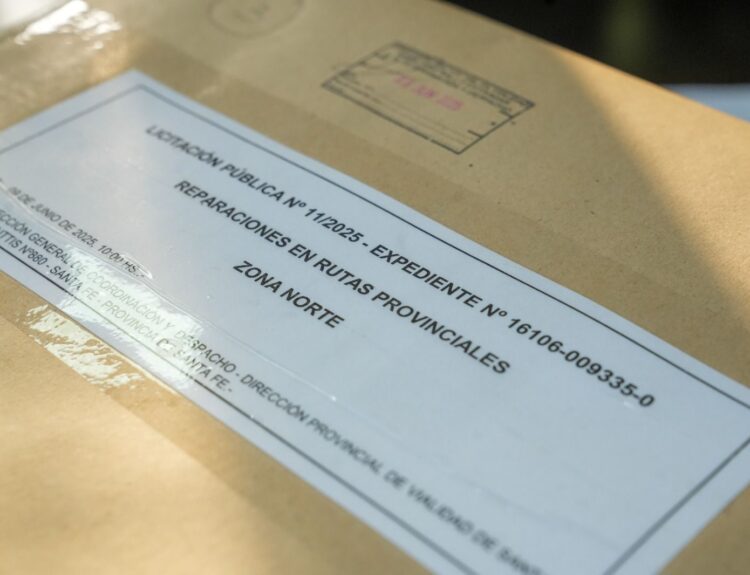 LICITACIÓN PÚBLICA Nº 11/2025 - EXPEDIENTE Nº 16106-009335-0
REPARACIONES EN RUTAS PROVINCIALES
ZONA NORTE
DE JUNIO DE 2025, 10:00 HS.
GENERAL DE COORDINACIÓN Y DESPACHO - DIRECCIÓN PROVINCIAL DE VIALIDAD DE
Nº880 - SANTA FE - PROVINCIA DE SANTA FE.-